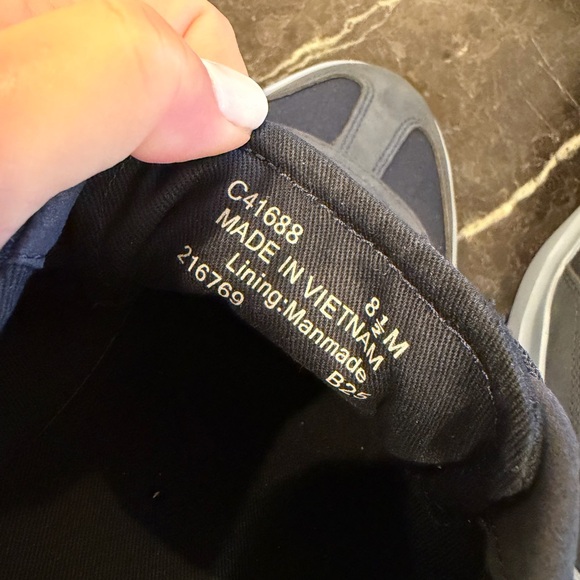 C41688 8½M
MADE IN VIETNAM
Lining:Manmade
216769 B25